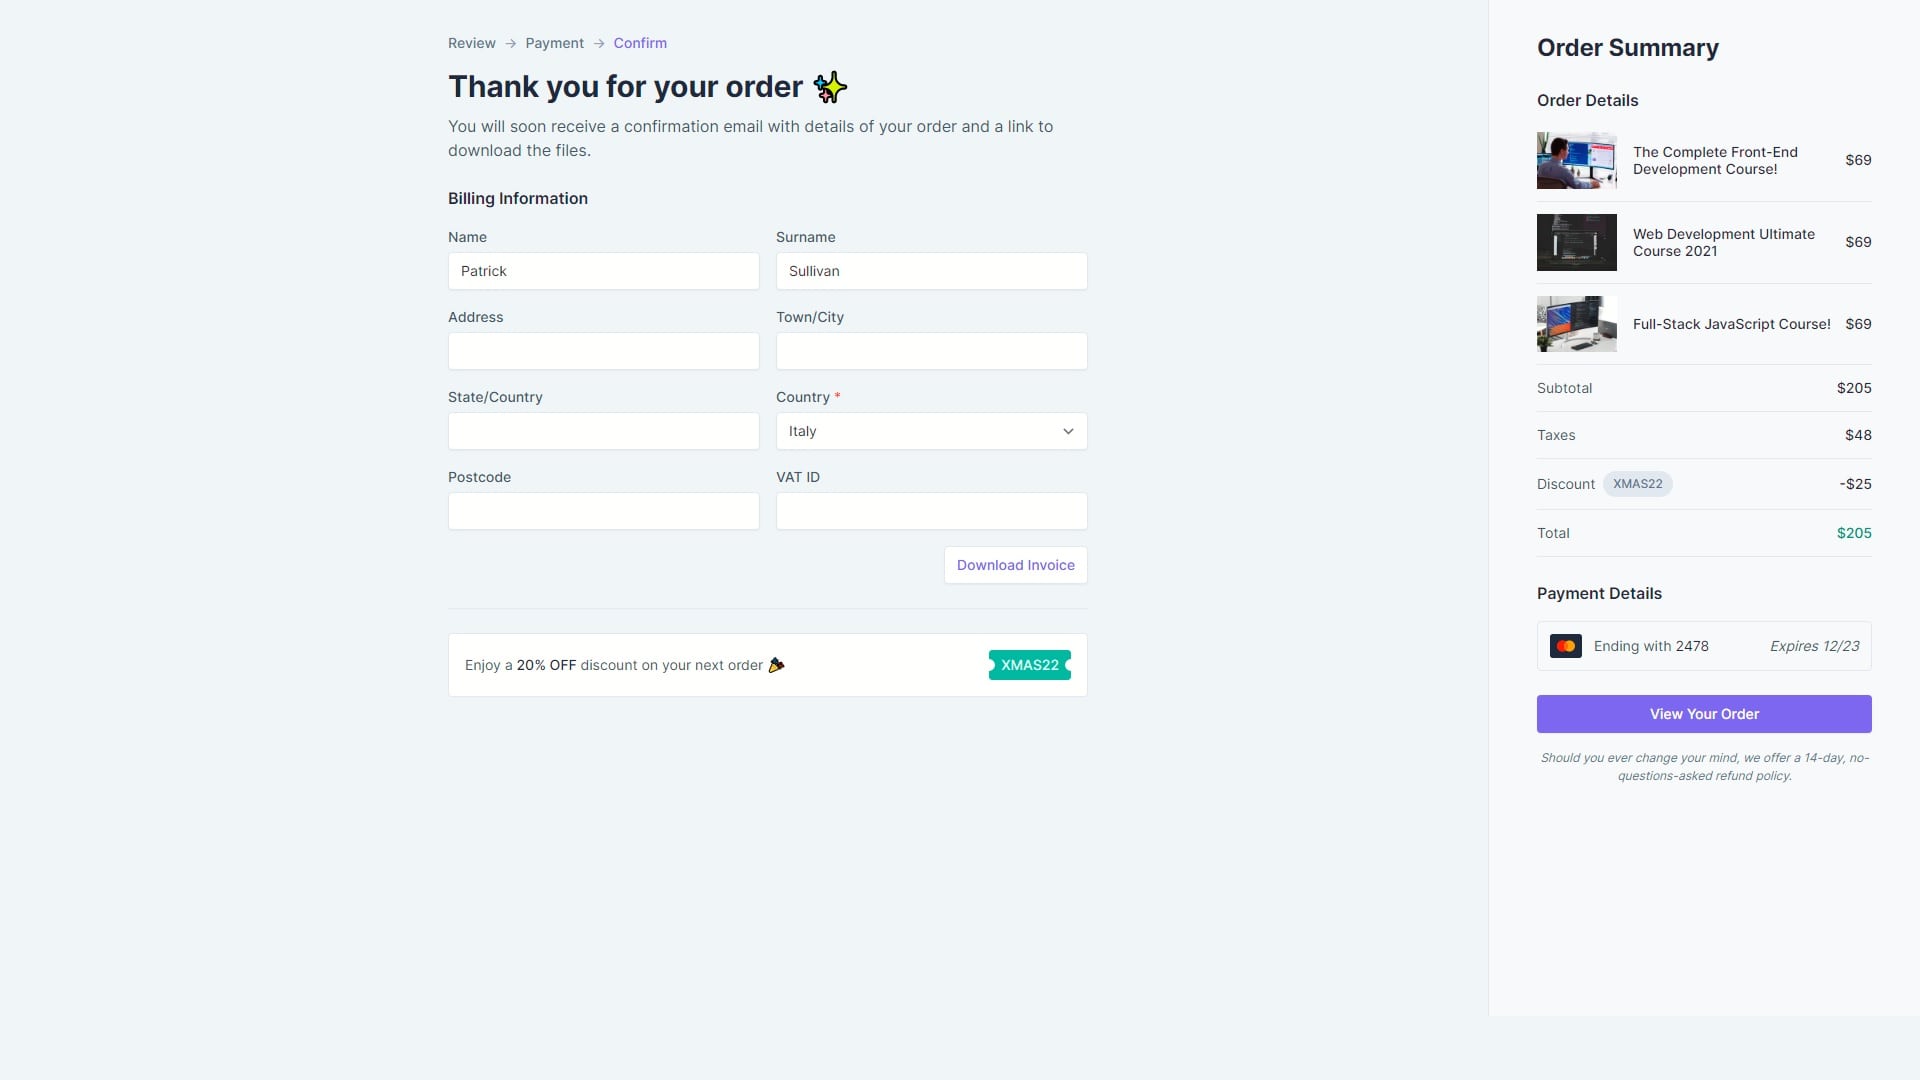 Review → Payment → Confirm
Thank you for your order ✨
You will soon receive a confirmation email with details of your order and a link to
download the files.
Billing Information
Name
Surname
Patrick
Sullivan
Address
Town/City
State/Country
Country *
Italy
Postcode
VAT ID
Download Invoice
Enjoy a 20% OFF discount on your next order 🎉
XMAS22
Order Summary
Order Details
The Complete Front-End
Development Course!
$69
Web Development Ultimate
Course 2021
$69
Full-Stack JavaScript Course!
$69
Subtotal
$205
Taxes
$48
Discount XMAS22
-$25
Total
$205
Payment Details
Ending with 2478
Expires 12/23
View Your Order
Should you ever change your mind, we offer a 14-day, no-
questions-asked refund policy.